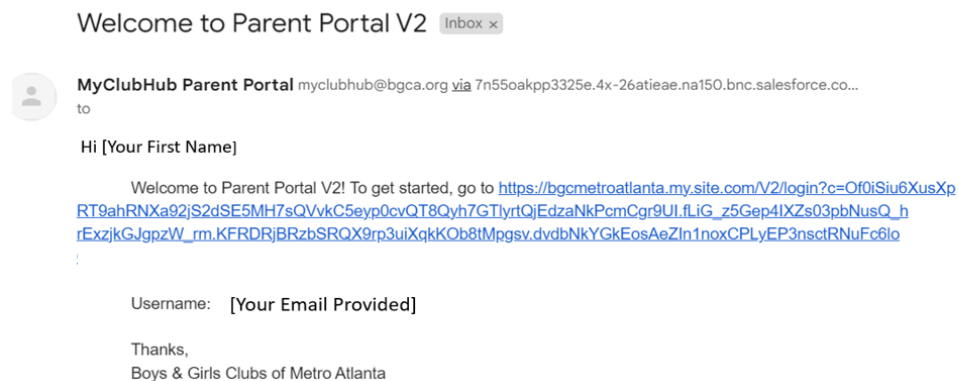 Welcome to Parent Portal V2 Inbox ×
MyClubHub Parent Portal myclubhub@bgca.org via 7n55oakpp3325e.4x-26atieae.na150.bnc.salesforce.co...
to
Hi [Your First Name]
Welcome to Parent Portal V2! To get started, go to https://bgcmetroatlanta.my.site.com/V2/login?c=Of0iSiu6XusXp
RT9ahRNXa92jS2dSE5MH7sQVvkC5eyp0cvQT8Qyh7GTlyrtQjEdzaNkPcmCgr9UI.fLiG_z5Gep4IXZs03pbNusQ_h
rExzjkGJgpzW_rm.KFRDRjBRzbSRQX9rp3uiXqkKOb8tMpgsv.dvdbNkYGkEosAeZIn1noxCPLyEP3nsctRNuFc6lo
Username: [Your Email Provided]
Thanks,
Boys & Girls Clubs of Metro Atlanta